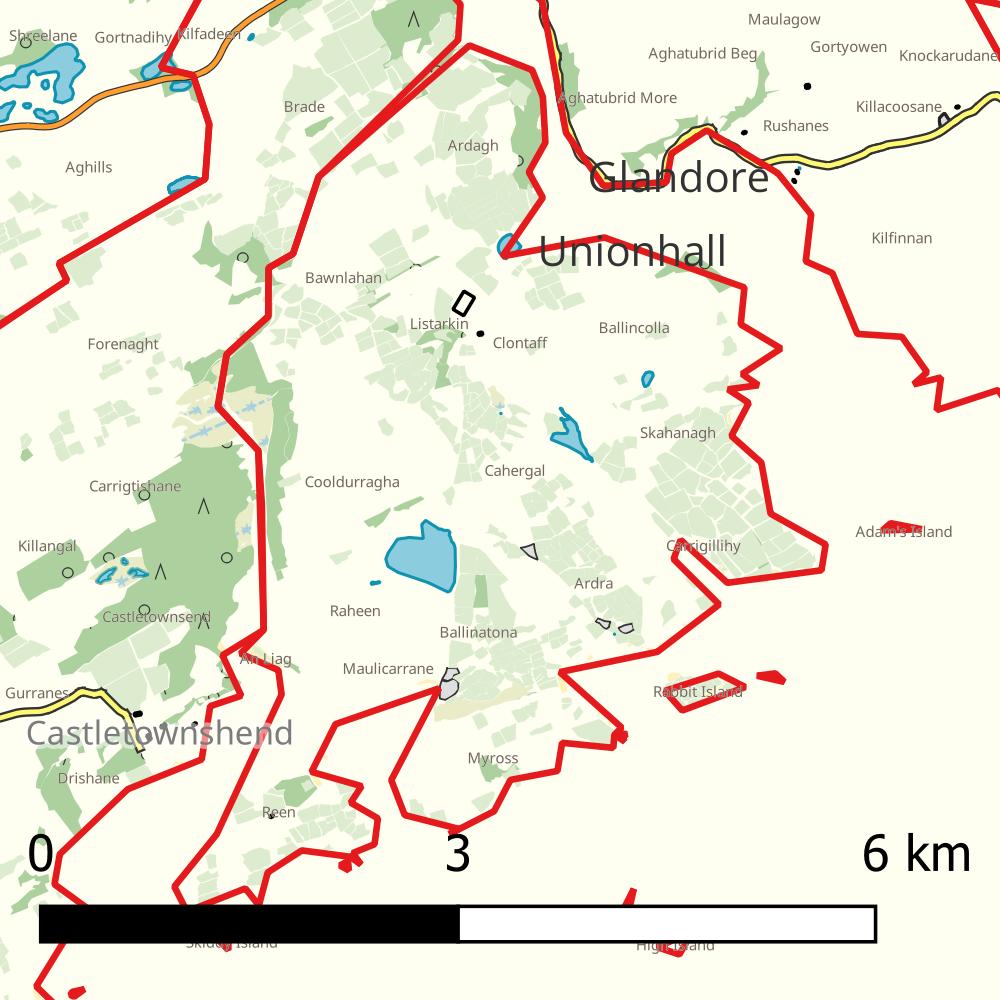 Maulagow
Shreelane
Gortnadihy
Kilfadeen
Aghatubrid Beg
Gortyowen
Knockarudane
Brade
Aghatubrid More
Killacoosane
Rushanes
Ardagh
Aghills
Glandore
Kilfinnan
Unionhall
Bawnlahan
Listarkin
Ballincolla
Forenaght
Clontaff
Skahanagh
Cahergal
Carrigtishane
Cooldurragha
Adam's Island
Killangal
Carrigillihy
Ardra
Castletownsend
Raheen
Ballinatona
An Liag
Maulicarrane
Gurranes
Rabbit Island
Castletownshend
Myross
Drishane
Reen
0 3 6 km
Skiddy Island
High Island